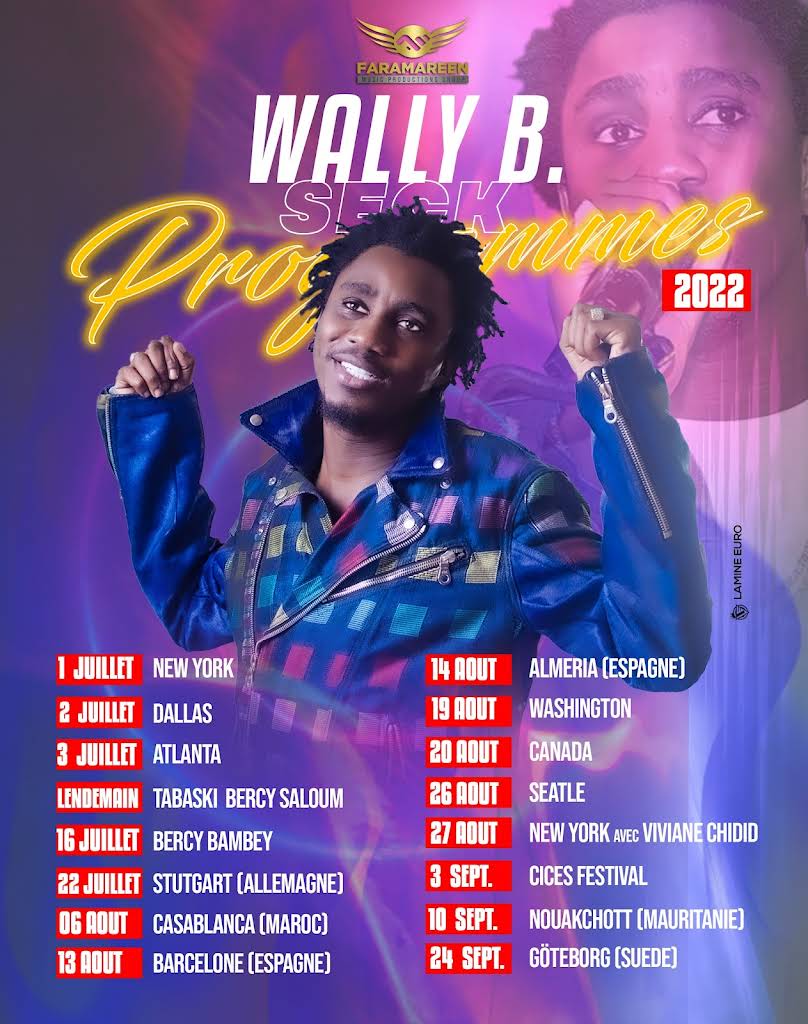 FARAMAREEN
MUSIC PRODUCTIONS GROUP
WALLY B.
SECK
Programmes
2022
LAMINE EURO
1 JUILLET NEW YORK
2 JUILLET DALLAS
3 JUILLET ATLANTA
LENDEMAIN TABASKI BERCY SALOUM
16 JUILLET BERCY BAMBEY
22 JUILLET STUTGART (ALLEMAGNE)
06 AOUT CASABLANCA (MAROC)
13 AOUT BARCELONE (ESPAGNE)
14 AOUT ALMERIA (ESPAGNE)
19 AOUT WASHINGTON
20 AOUT CANADA
26 AOUT SEATLE
27 AOUT NEW YORK AVEC VIVIANE CHIDID
3 SEPT. CICES FESTIVAL
10 SEPT. NOUAKCHOTT (MAURITANIE)
24 SEPT. GÖTEBORG (SUEDE)